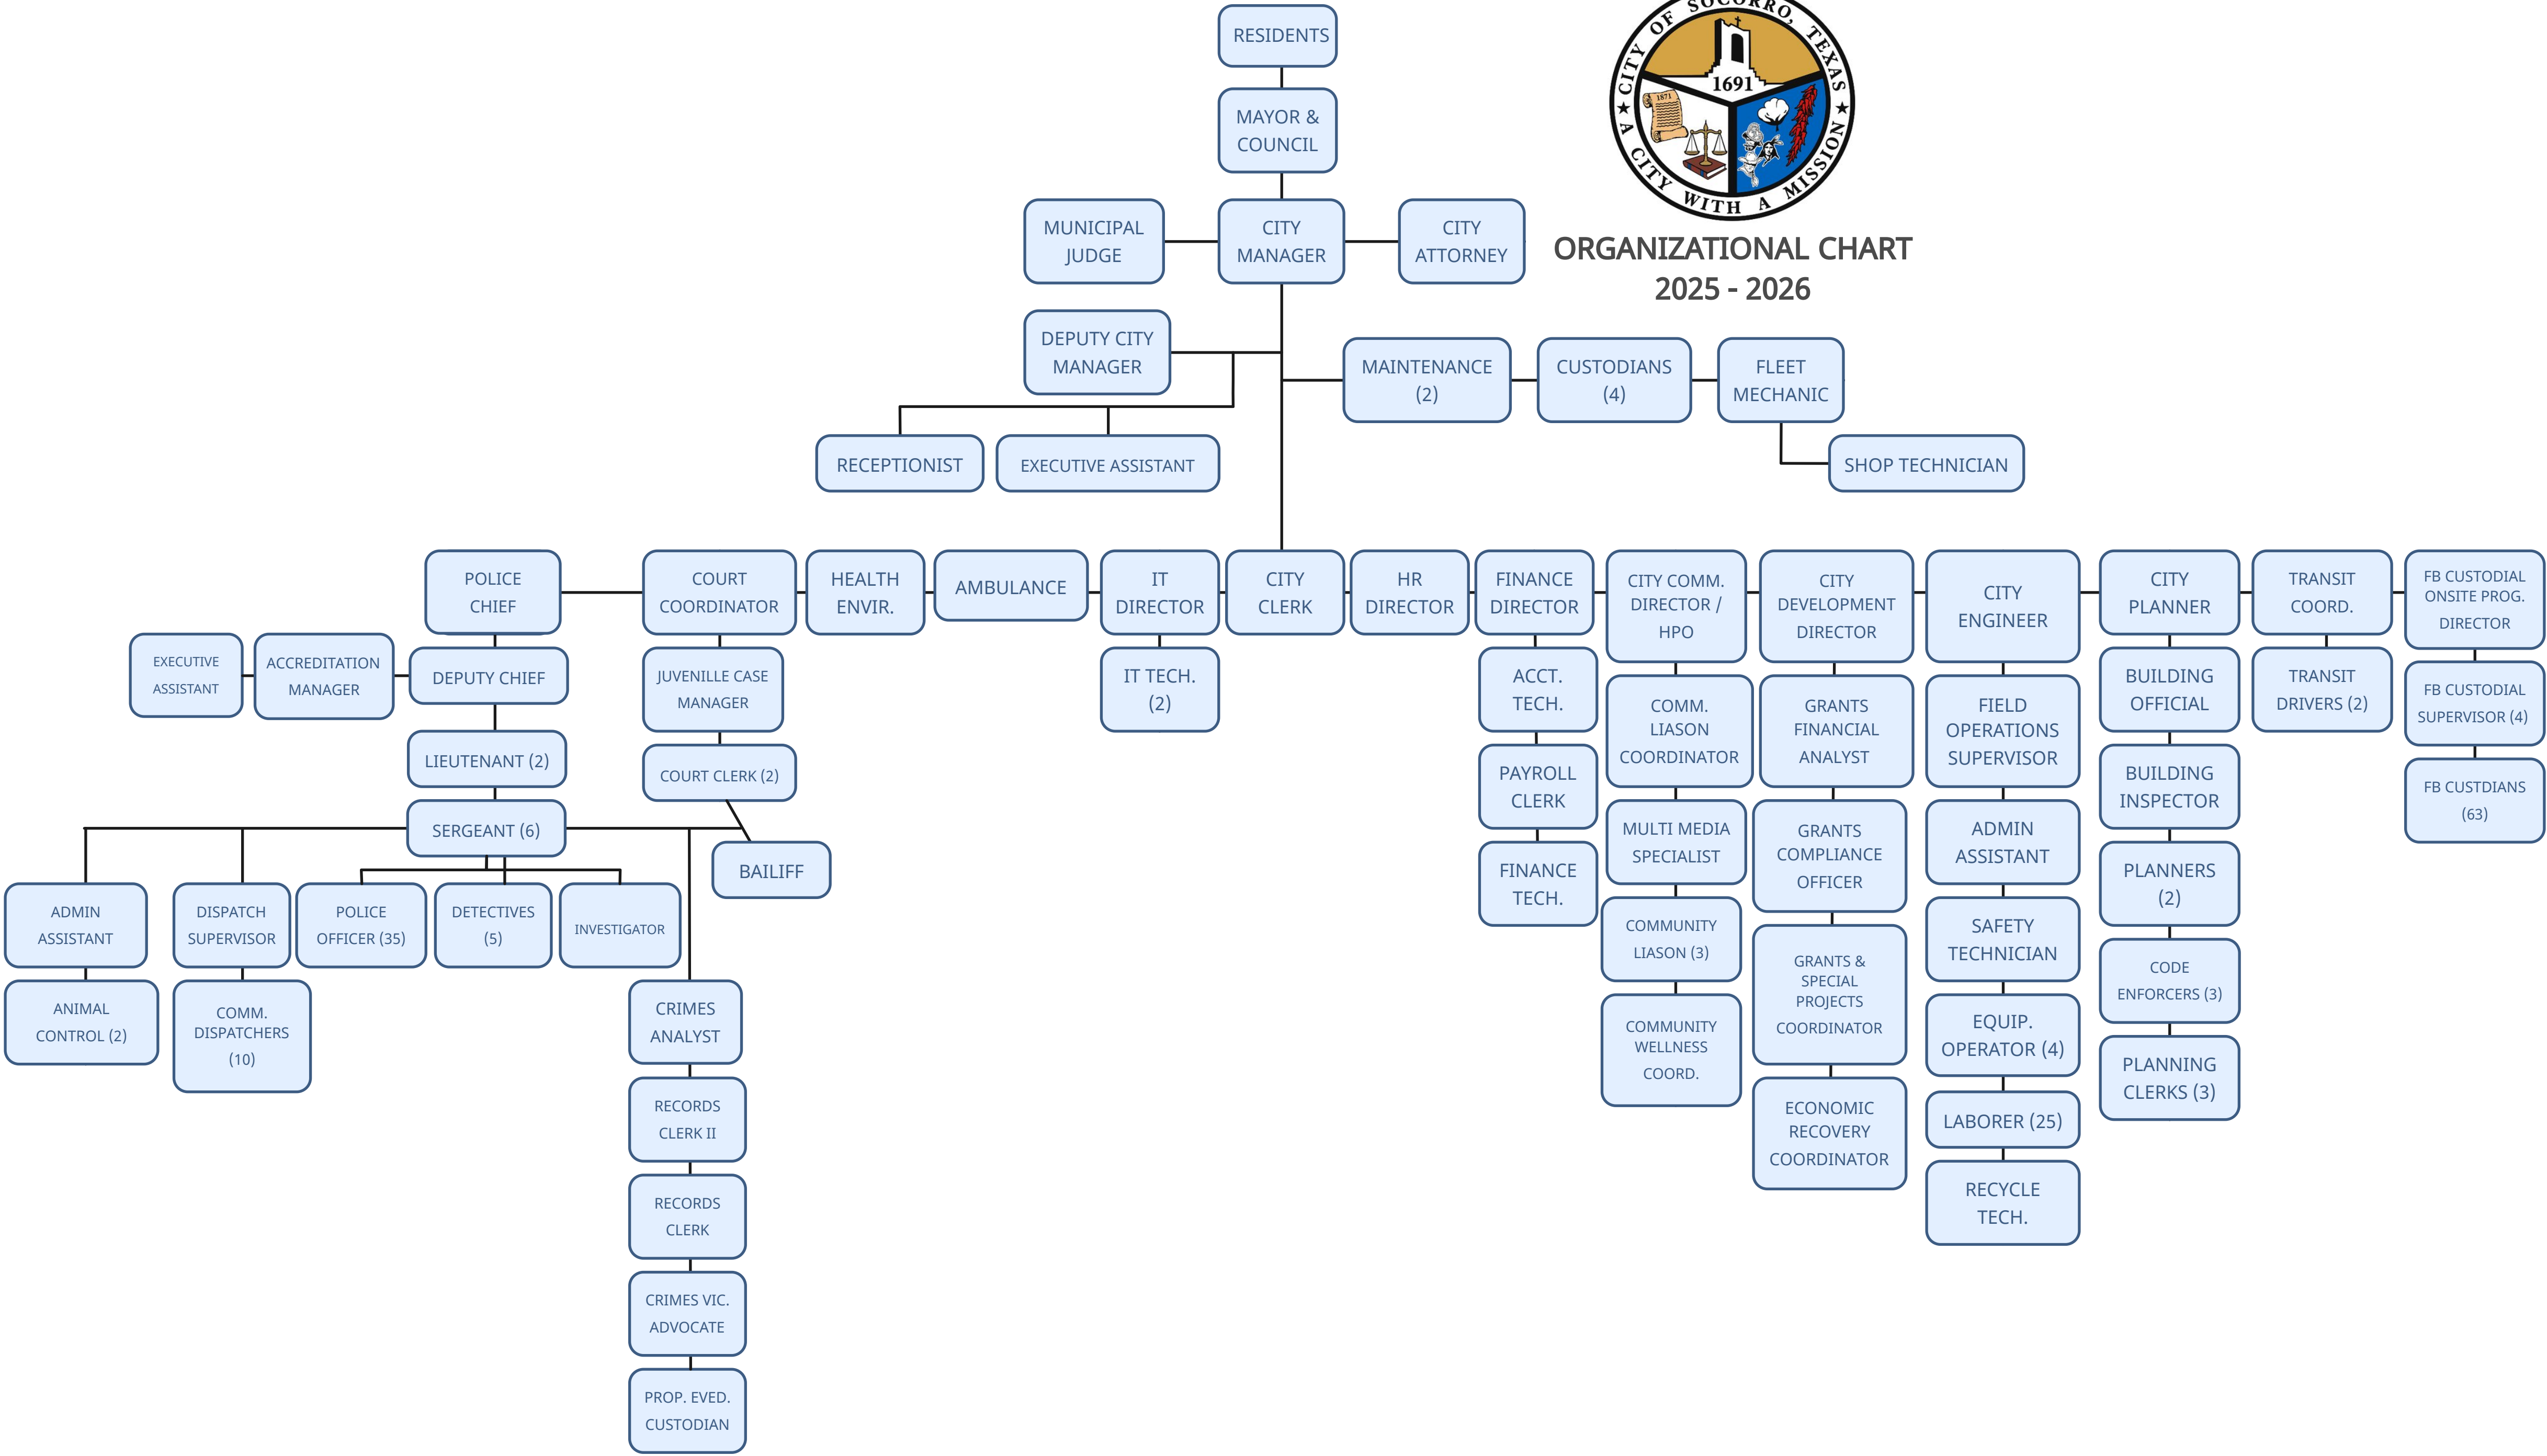 RESIDENTS
CITY OF SOCORRO, TEXAS
★ A CITY WITH A MISSION ★
1691
1871
MAYOR &
COUNCIL
MUNICIPAL
JUDGE
CITY
MANAGER
CITY
ATTORNEY
ORGANIZATIONAL CHART
2025 - 2026
DEPUTY CITY
MANAGER
MAINTENANCE
(2)
CUSTODIANS
(4)
FLEET
MECHANIC
RECEPTIONIST
EXECUTIVE ASSISTANT
SHOP TECHNICIAN
POLICE
CHIEF
COURT
COORDINATOR
HEALTH
ENVIR.
AMBULANCE
IT
DIRECTOR
CITY
CLERK
HR
DIRECTOR
FINANCE
DIRECTOR
CITY COMM.
DIRECTOR /
HPO
CITY
DEVELOPMENT
DIRECTOR
CITY
ENGINEER
CITY
PLANNER
TRANSIT
COORD.
FB CUSTODIAL
ONSITE PROG.
DIRECTOR
EXECUTIVE
ASSISTANT
ACCREDITATION
MANAGER
DEPUTY CHIEF
LIEUTENANT (2)
SERGEANT (6)
ADMIN
ASSISTANT
ANIMAL
CONTROL (2)
DISPATCH
SUPERVISOR
COMM.
DISPATCHERS
(10)
POLICE
OFFICER (35)
DETECTIVES
(5)
INVESTIGATOR
CRIMES
ANALYST
RECORDS
CLERK II
RECORDS
CLERK
CRIMES VIC.
ADVOCATE
PROP. EVED.
CUSTODIAN
JUVENILLE CASE
MANAGER
COURT CLERK (2)
BAILIFF
IT TECH.
(2)
ACCT.
TECH.
PAYROLL
CLERK
FINANCE
TECH.
COMM.
LIASON
COORDINATOR
MULTI MEDIA
SPECIALIST
COMMUNITY
LIASON (3)
COMMUNITY
WELLNESS
COORD.
GRANTS
FINANCIAL
ANALYST
GRANTS
COMPLIANCE
OFFICER
GRANTS &
SPECIAL
PROJECTS
COORDINATOR
ECONOMIC
RECOVERY
COORDINATOR
FIELD
OPERATIONS
SUPERVISOR
ADMIN
ASSISTANT
SAFETY
TECHNICIAN
EQUIP.
OPERATOR (4)
LABORER (25)
RECYCLE
TECH.
BUILDING
OFFICIAL
BUILDING
INSPECTOR
PLANNERS
(2)
CODE
ENFORCERS (3)
PLANNING
CLERKS (3)
TRANSIT
DRIVERS (2)
FB CUSTODIAL
SUPERVISOR (4)
FB CUSTDIANS
(63)